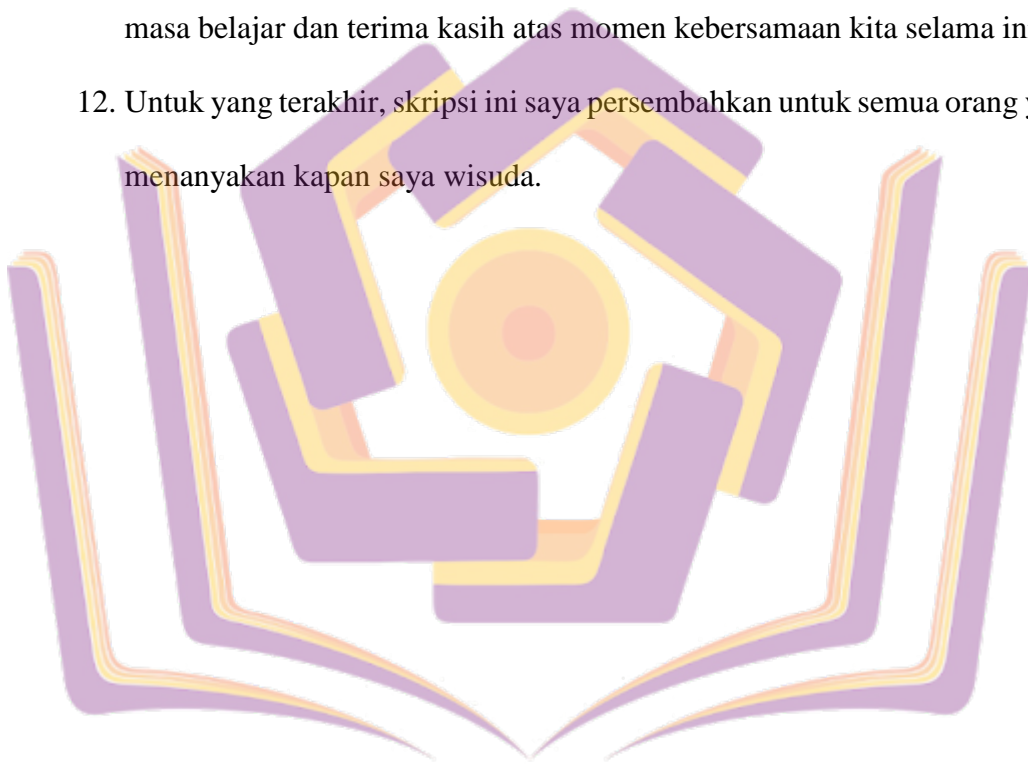 masa belajar dan terima kasih atas momen kebersamaan kita selama in
12. Untuk yang terakhir, skripsi ini saya persembahkan untuk semua orang y
menanyakan kapan saya wisuda.